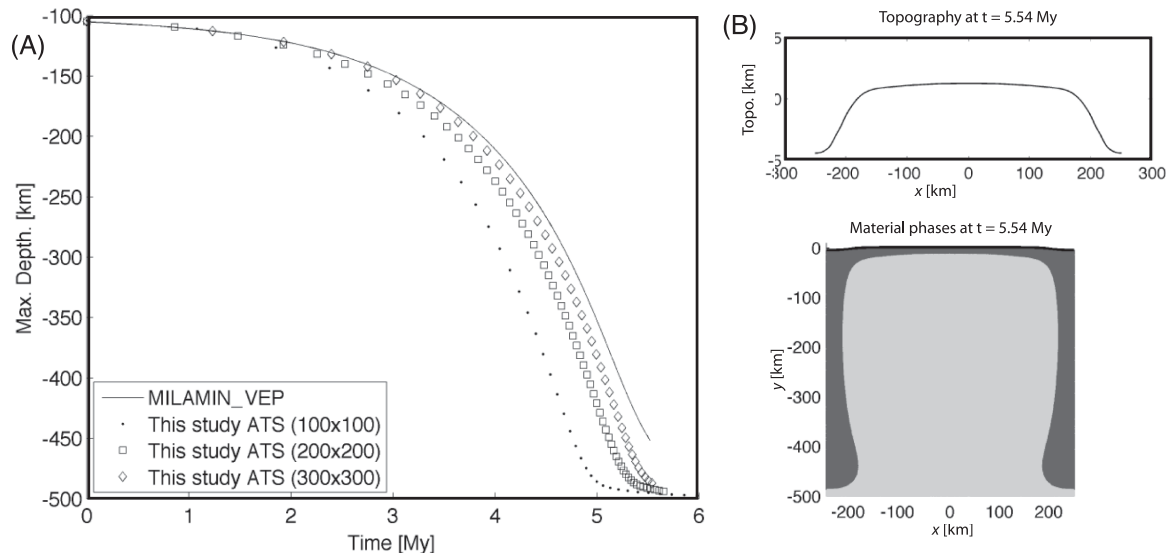 (A)
-100
-150
-200
-250
-300
-350
-400
-450
-500
Max. Depth. [km]
MILAMIN_VEP
This study ATS (100x100)
This study ATS (200x200)
This study ATS (300x300)
0 1 2 3 4 5 6
Time [My]
(B)
Topography at t = 5.54 My
5
0
-5
Topo. [km]
-200 -100 0 100 200 300
x [km]
Material phases at t = 5.54 My
0
-100
-200
-300
-400
-500
y [km]
-200 -100 0 100 200
x [km]